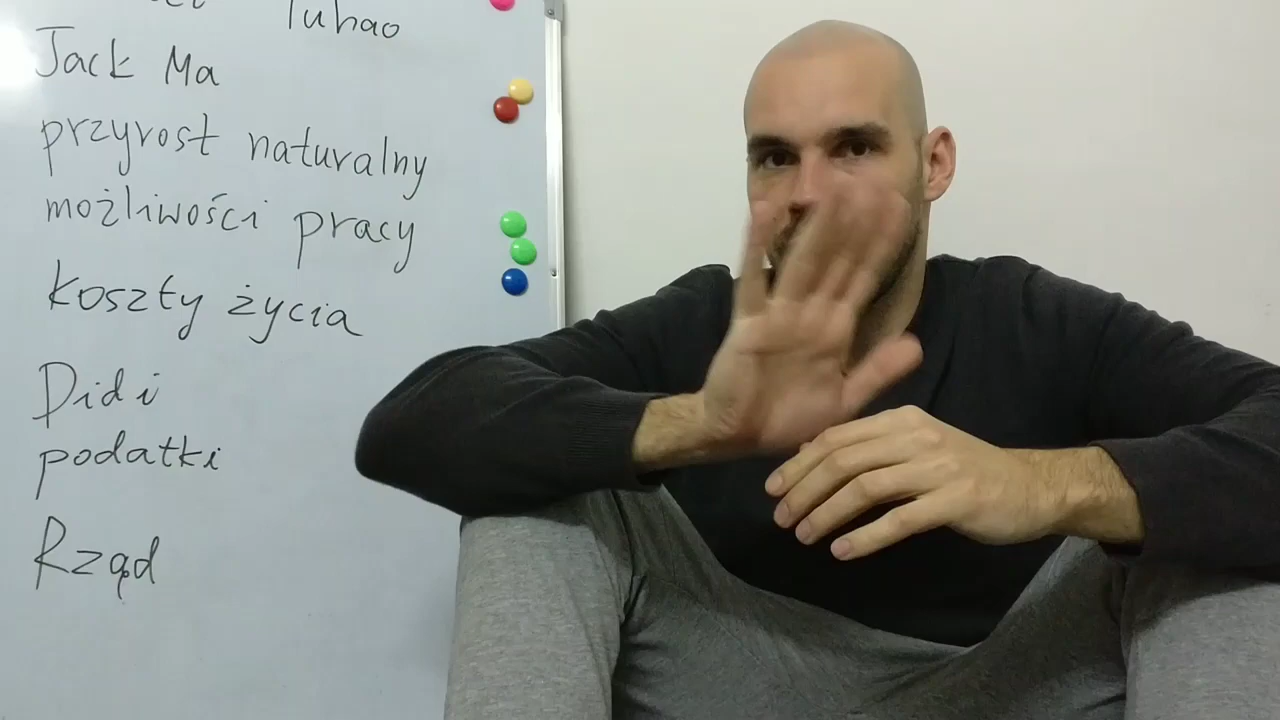 tuhao
Jack Ma
przyrost naturalny
możliwości pracy
koszty życia
Didi
podatki
Rząd